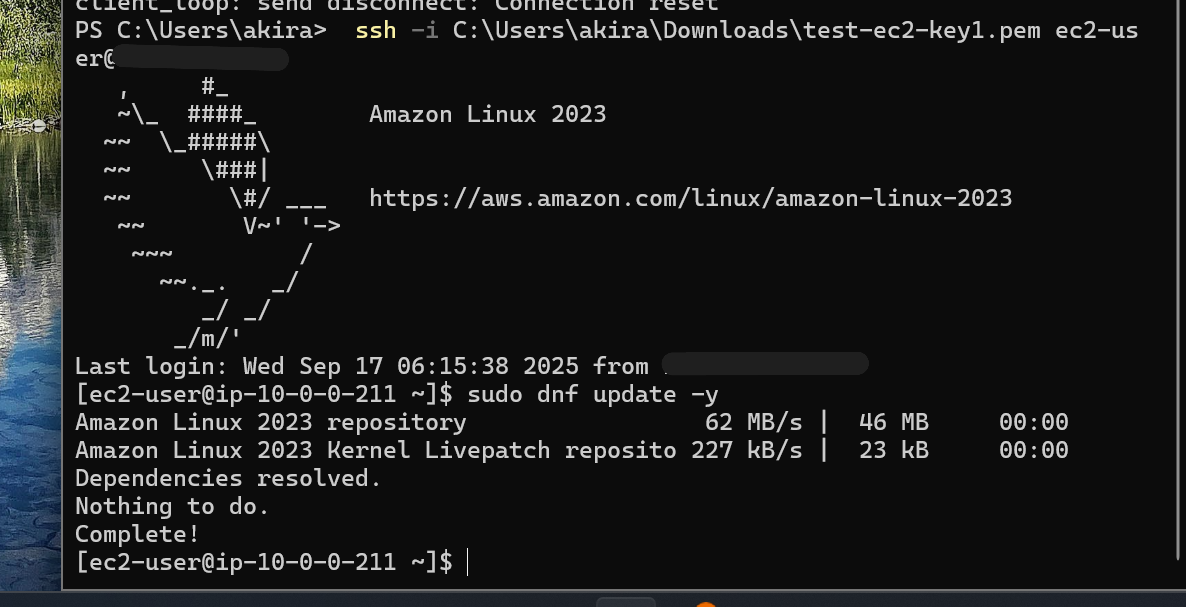 client_loop: send disconnect: Connection reset
PS C:\Users\akira>  ssh -i C:\Users\akira\Downloads\test-ec2-key1.pem ec2-us
er@
   ,     #_
   ~\_  ####_        Amazon Linux 2023
  ~~  \_#####\
  ~~     \###|
  ~~       \#/ ___   https://aws.amazon.com/linux/amazon-linux-2023
   ~~       V~' '->
    ~~~         /
      ~~._.   _/
         _/ _/
       _/m/'
Last login: Wed Sep 17 06:15:38 2025 from
[ec2-user@ip-10-0-0-211 ~]$ sudo dnf update -y
Amazon Linux 2023 repository                 62 MB/s |  46 MB     00:00
Amazon Linux 2023 Kernel Livepatch reposito 227 kB/s |  23 kB     00:00
Dependencies resolved.
Nothing to do.
Complete!
[ec2-user@ip-10-0-0-211 ~]$